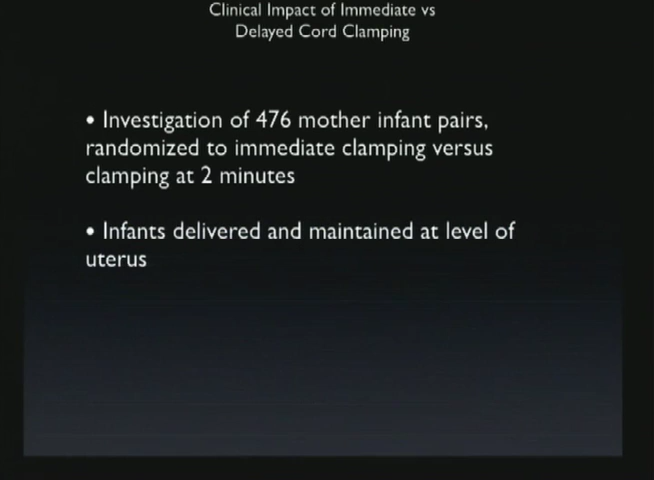 Clinical Impact of Immediate vs
Delayed Cord Clamping
• Investigation of 476 mother infant pairs,
randomized to immediate clamping versus
clamping at 2 minutes
• Infants delivered and maintained at level of
uterus